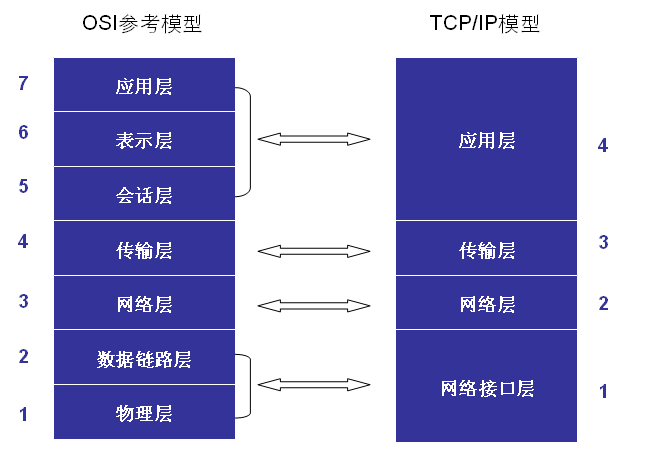 OSI参考模型
TCP/IP模型
7
应用层
6
表示层
5
会话层
4
传输层
3
网络层
2
数据链路层
1
物理层
应用层
4
传输层
3
网络层
2
网络接口层
1